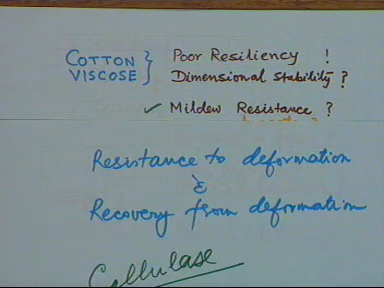 COTTON } Poor Resiliency !
VISCOSE } Dimensional Stability ?
✓ Mildew Resistance ?
Resistance to deformation
&
Recovery from deformation
Cellulase